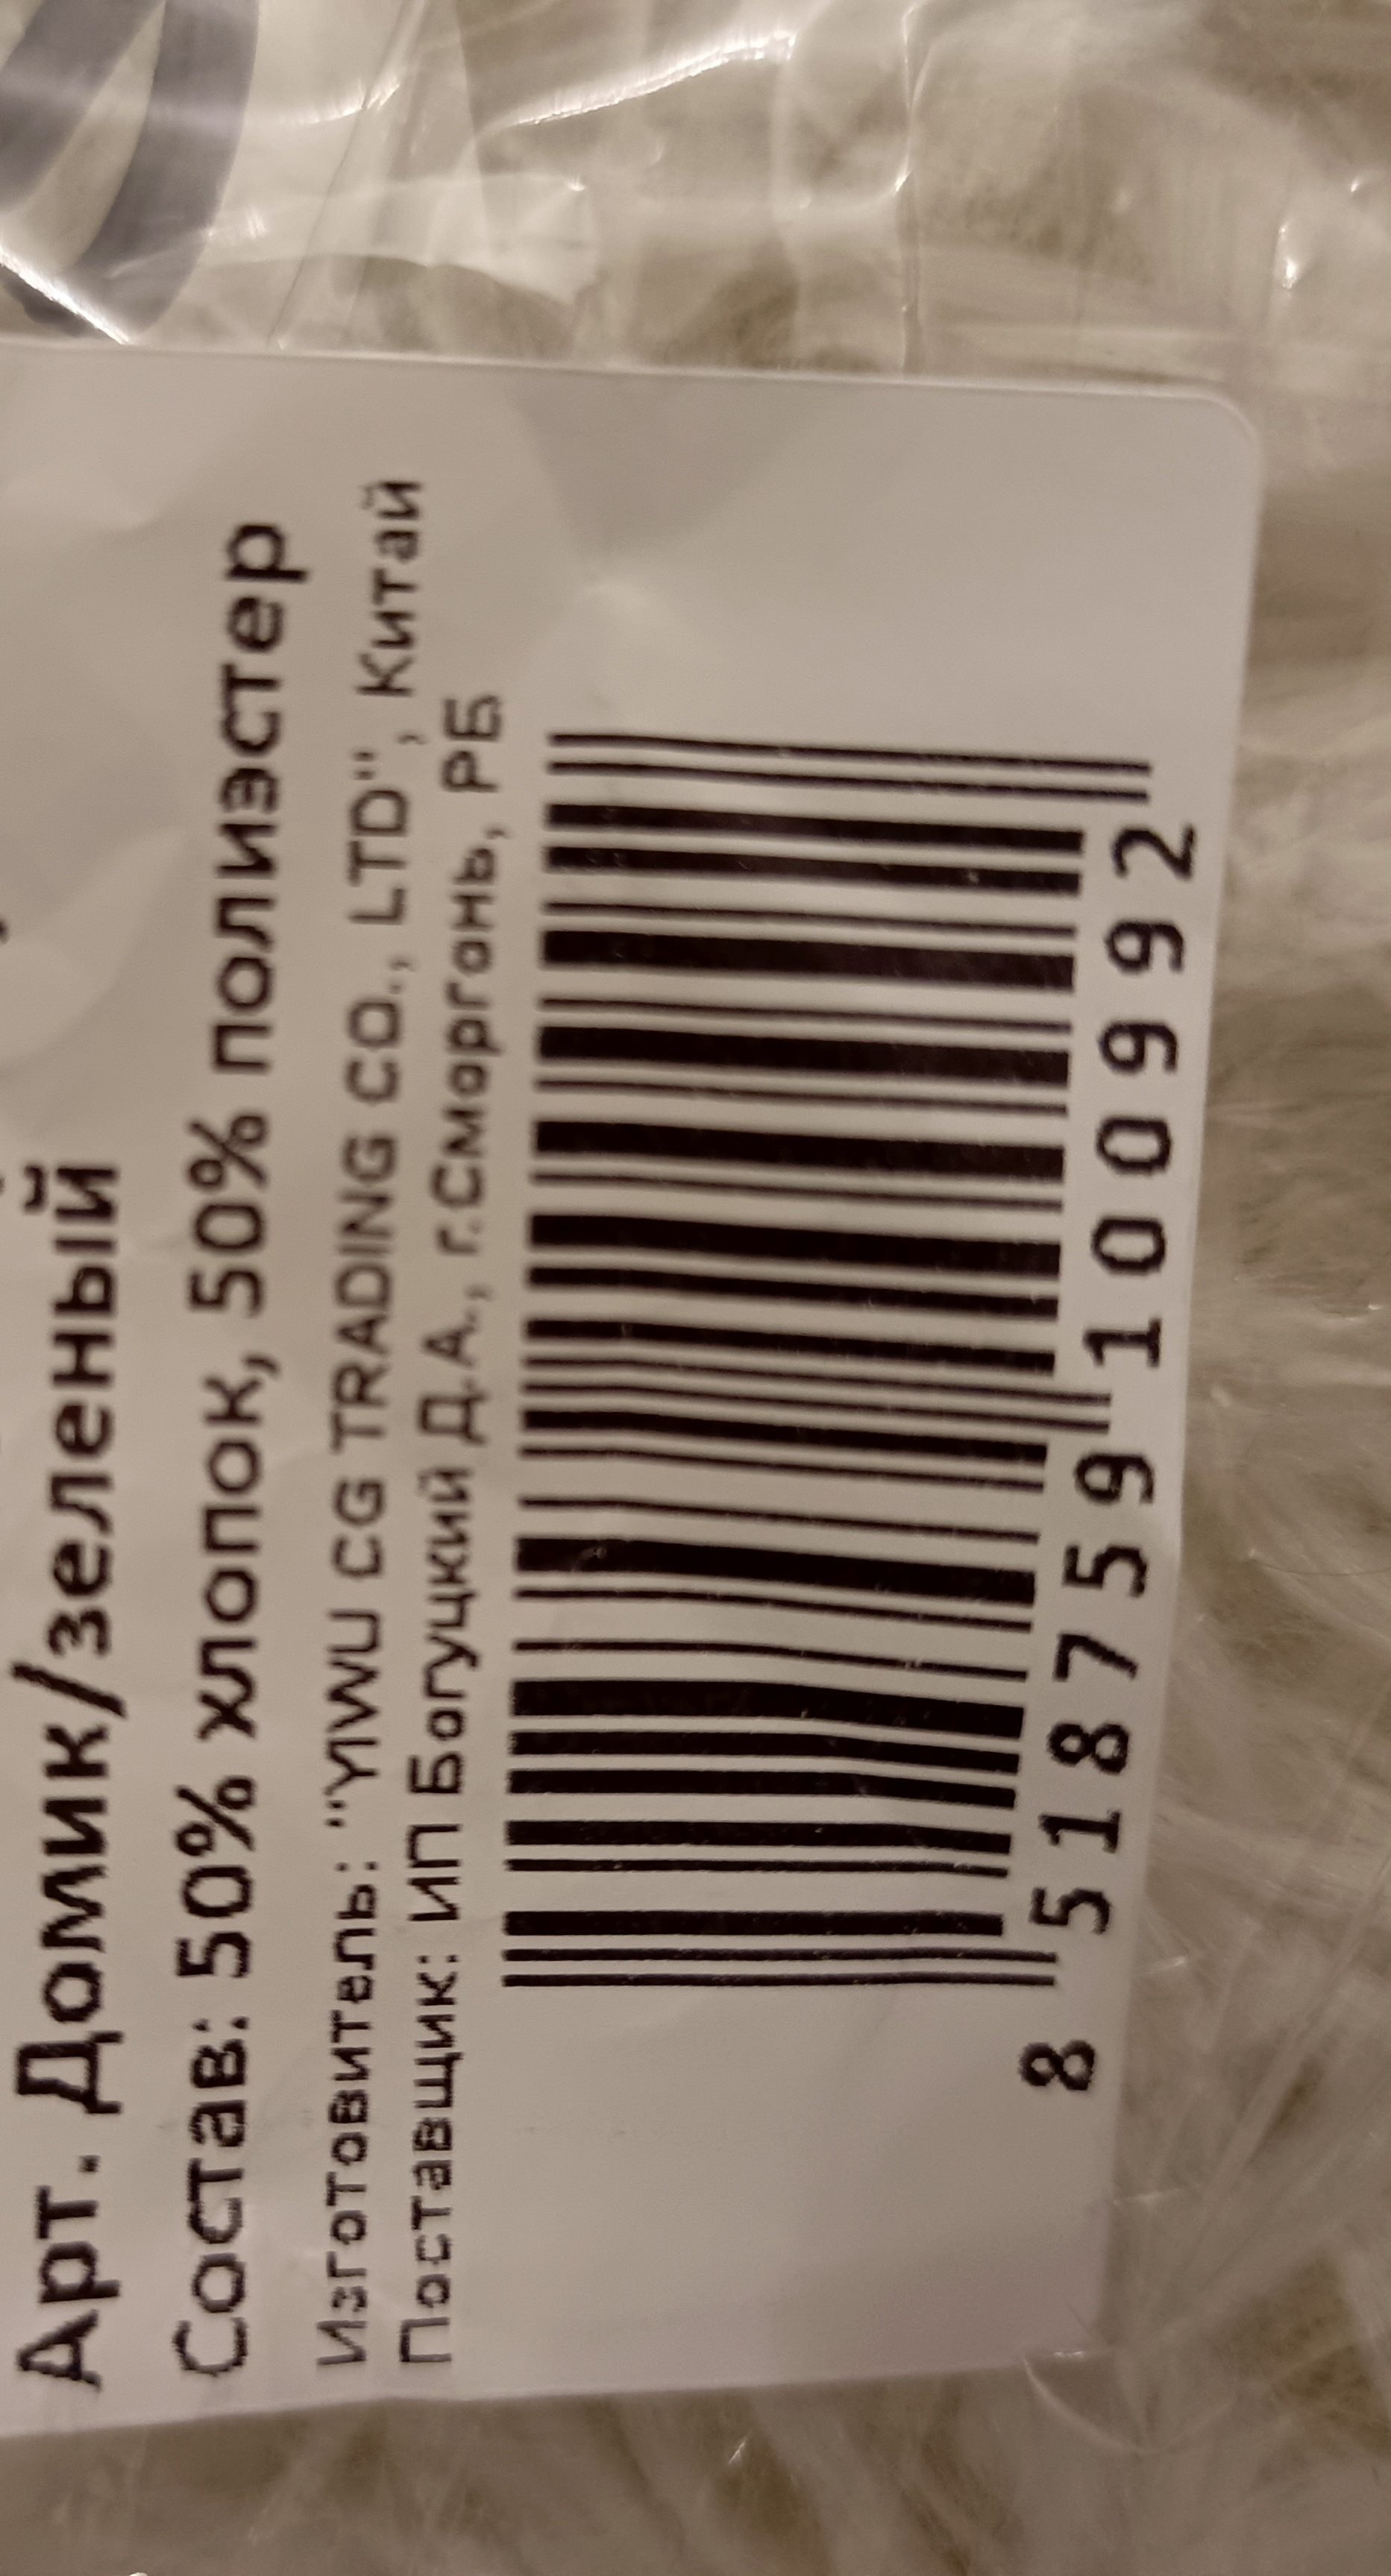 Арт. Домик/зеленый
Состав: 50% хлопок, 50% полиэстер
Изготовитель: "YIWU CG TRADING CO., LTD", Китай
Поставщик: ИП Богуцкий Д.А., г.Сморгонь, РБ
8 518759 100992